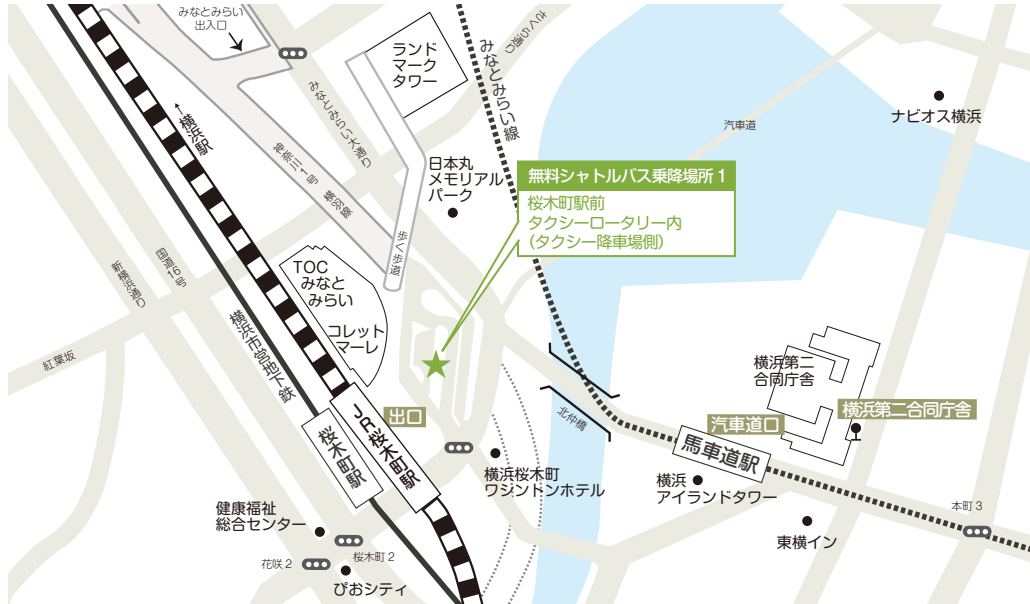 みなとみらい
出入口
ランド
マーク
タワー
さくら通り
みなとみらい線
みなとみらい大通り
←横浜駅
神奈川1号 横羽線
汽車道
ナビオス横浜
日本丸
メモリアル
パーク
無料シャトルバス乗降場所1
桜木町駅前
タクシーロータリー内
(タクシー降車場側)
動く歩道
国道16号
新横浜通り
TOC
みなと
みらい
コレット
マーレ
横浜市営地下鉄
紅葉坂
横浜第二
合同庁舎
横浜第二合同庁舎
出口
北仲橋
汽車道口
馬車道駅
JR桜木町駅
桜木町駅
横浜桜木町
ワシントンホテル
横浜
アイランドタワー
本町3
健康福祉
総合センター
東横イン
桜木町2
花咲2
ぴおシティ